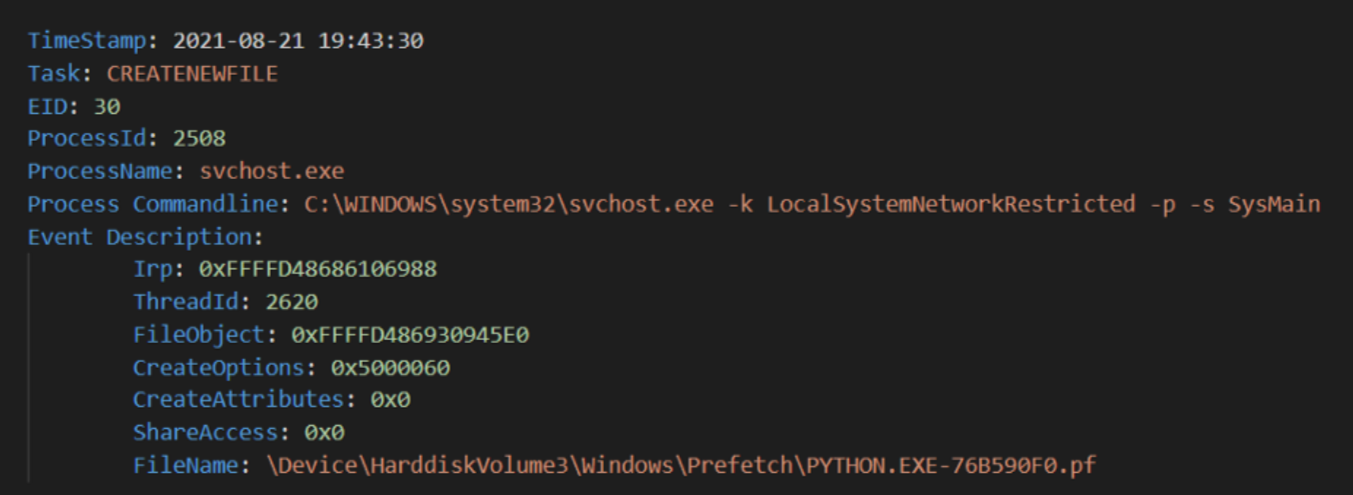 TimeStamp: 2021-08-21 19:43:30
Task: CREATENEWFILE
EID: 30
ProcessId: 2508
ProcessName: svchost.exe
Process Commandline: C:\WINDOWS\system32\svchost.exe -k LocalSystemNetworkRestricted -p -s SysMain
Event Description:
Irp: 0xFFFFD48686106988
ThreadId: 2620
FileObject: 0xFFFFD486930945E0
CreateOptions: 0x5000060
CreateAttributes: 0x0
ShareAccess: 0x0
FileName: \Device\HarddiskVolume3\Windows\Prefetch\PYTHON.EXE-76B590F0.pf